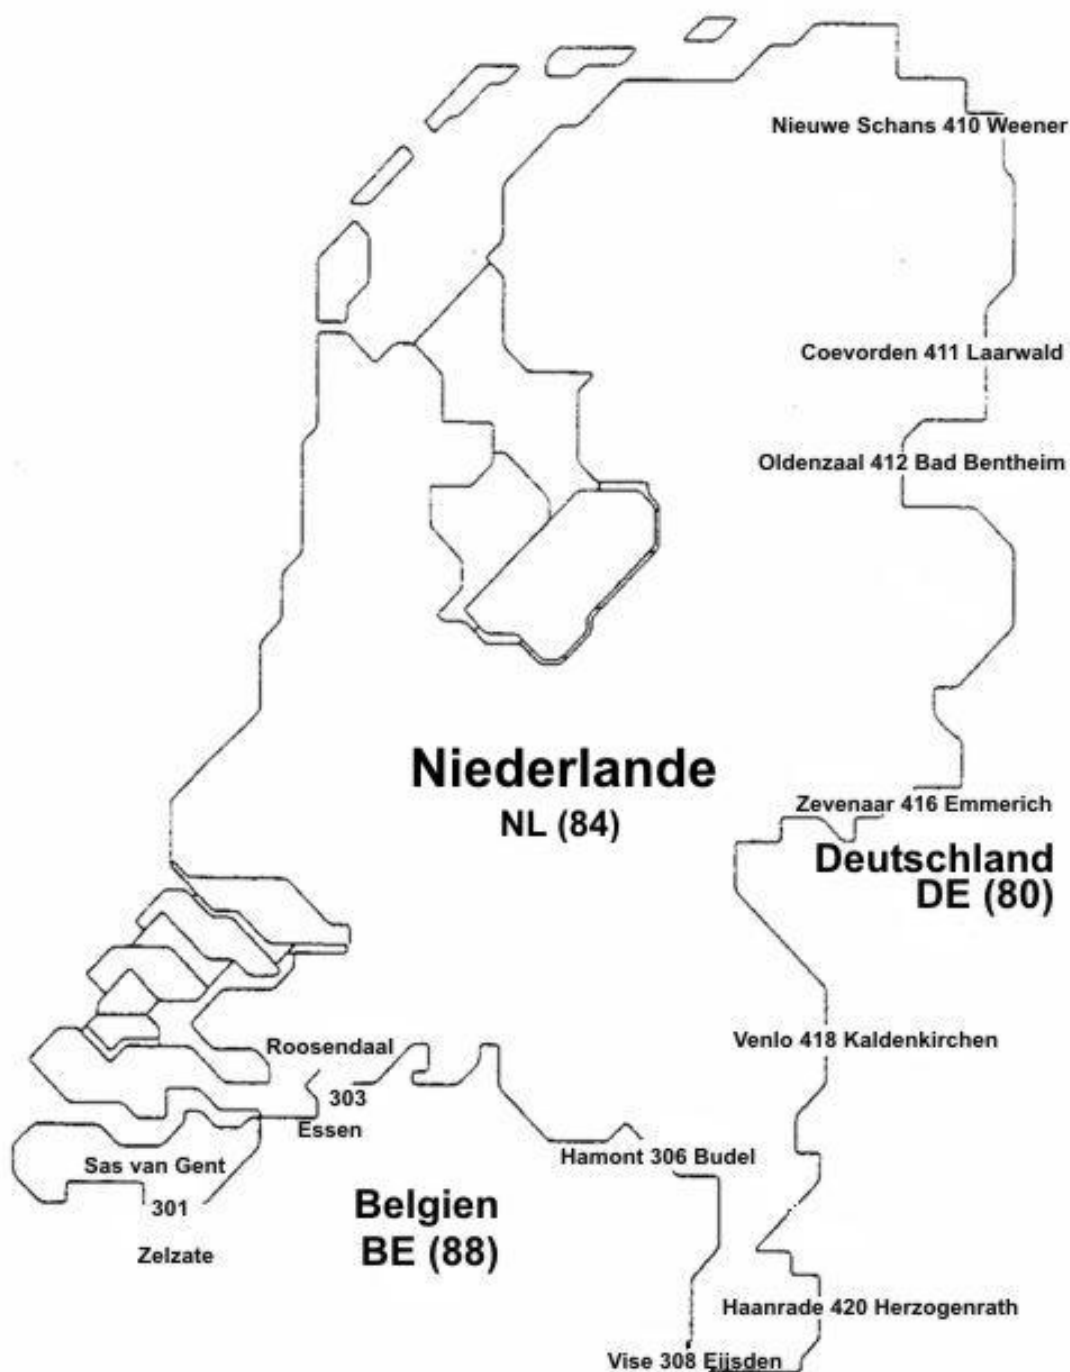 Nieuwe Schans 410 Weener
Coevorden 411 Laarwald
Oldenzaal 412 Bad Bentheim
Niederlande
NL (84)
Zevenaar 416 Emmerich
Deutschland
DE (80)
Venlo 418 Kaldenkirchen
Roosendaal
303
Essen
Hamont 306 Budel
Sas van Gent
301
Zelzate
Belgien
BE (88)
Haanrade 420 Herzogenrath
Vise 308 Eijsden